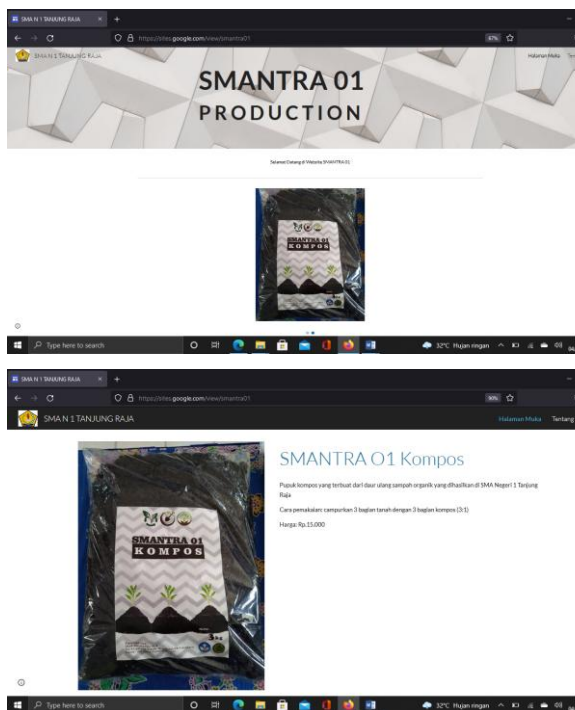 SMA N 1 TANJUNG RAJA
https://sites.google.com/view/smantra01
67%
SMA N 1 TANJUNG RAJA
Halaman Muka
SMANTRA 01
PRODUCTION
Selamat Datang di Website SMANTRA 01
SMANTRA 01
KOMPOS
Type here to search
32°C Hujan ringan
SMA N 1 TANJUNG RAJA
https://sites.google.com/view/smantra01
90%
SMA N 1 TANJUNG RAJA
Halaman Muka
Tentang
SMANTRA 01
KOMPOS
3 Kg
SMANTRA O1 Kompos
Pupuk kompos yang terbuat dari daur ulang sampah organik yang dihasilkan di SMA Negeri 1 Tanjung
Raja
Cara pemakaian: campurkan 3 bagian tanah dengan 3 bagian kompos (3:1)
Harga: Rp.15.000
Type here to search
32°C Hujan ringan